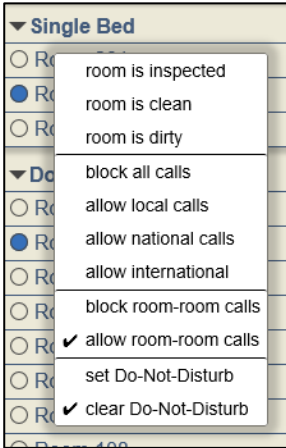 Single Bed
room is inspected
room is clean
room is dirty
block all calls
allow local calls
allow national calls
allow international
block room-room calls
allow room-room calls
set Do-Not-Disturb
clear Do-Not-Disturb